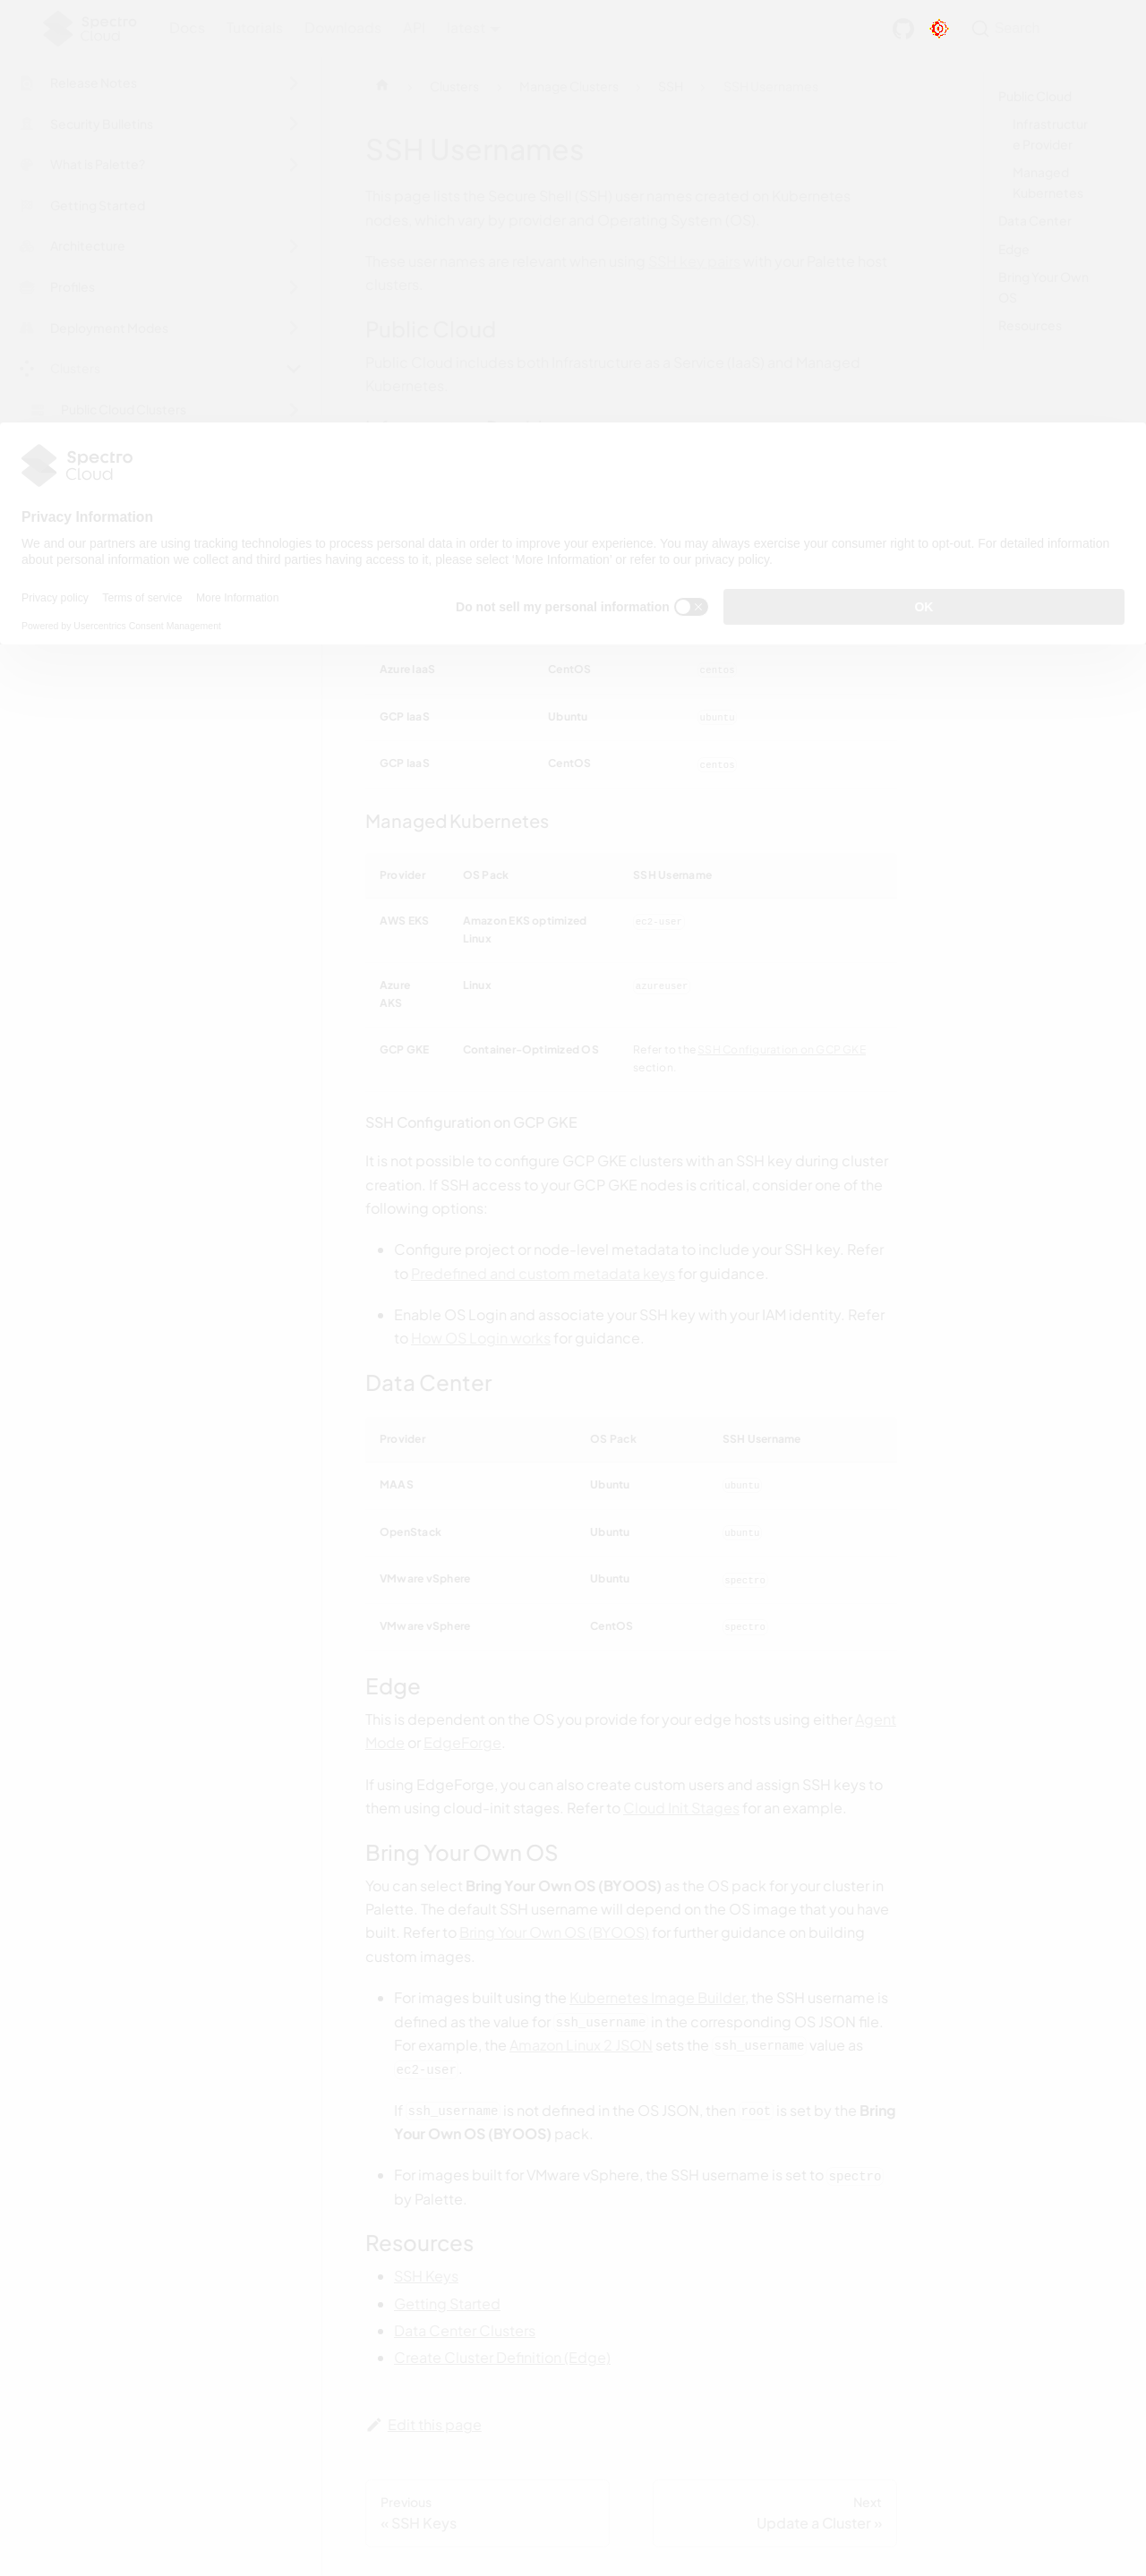 Spectro
Cloud
Docs
Tutorials
Downloads
API
latest
Search
Release Notes
Security Bulletins
What is Palette?
Getting Started
Architecture
Profiles
Deployment Modes
Clusters
Public Cloud Clusters
Clusters
Manage Clusters
SSH
SSH Usernames
SSH Usernames
This page lists the Secure Shell (SSH) user names created on Kubernetes
nodes, which vary by provider and Operating System (OS).
These user names are relevant when using SSH key pairs with your Palette host
clusters.
Public Cloud
Public Cloud includes both Infrastructure as a Service (IaaS) and Managed
Kubernetes.
Public Cloud
Infrastructur
e Provider
Managed
Kubernetes
Data Center
Edge
Bring Your Own
OS
Resources
Spectro
Cloud
Privacy Information
We and our partners are using tracking technologies to process personal data in order to improve your experience. You may always exercise your consumer right to opt-out. For detailed information
about personal information we collect and third parties having access to it, please select 'More Information' or refer to our privacy policy.
Privacy policy
Terms of service
More Information
Powered by Usercentrics Consent Management
Do not sell my personal information
OK
Azure IaaS CentOS centos
GCP IaaS Ubuntu ubuntu
GCP IaaS CentOS centos
Managed Kubernetes
Provider OS Pack SSH Username
AWS EKS Amazon EKS optimized ec2-user
Linux
Azure Linux azureuser
AKS
GCP GKE Container-Optimized OS Refer to the SSH Configuration on GCP GKE
section.
SSH Configuration on GCP GKE
It is not possible to configure GCP GKE clusters with an SSH key during cluster
creation. If SSH access to your GCP GKE nodes is critical, consider one of the
following options:
Configure project or node-level metadata to include your SSH key. Refer
to Predefined and custom metadata keys for guidance.
Enable OS Login and associate your SSH key with your IAM identity. Refer
to How OS Login works for guidance.
Data Center
Provider OS Pack SSH Username
MAAS Ubuntu ubuntu
OpenStack Ubuntu ubuntu
VMware vSphere Ubuntu spectro
VMware vSphere CentOS spectro
Edge
This is dependent on the OS you provide for your edge hosts using either Agent
Mode or EdgeForge.
If using EdgeForge, you can also create custom users and assign SSH keys to
them using cloud-init stages. Refer to Cloud Init Stages for an example.
Bring Your Own OS
You can select Bring Your Own OS (BYOOS) as the OS pack for your cluster in
Palette. The default SSH username will depend on the OS image that you have
built. Refer to Bring Your Own OS (BYOOS) for further guidance on building
custom images.
For images built using the Kubernetes Image Builder, the SSH username is
defined as the value for ssh_username in the corresponding OS JSON file.
For example, the Amazon Linux 2 JSON sets the ssh_username value as
ec2-user.
If ssh_username is not defined in the OS JSON, then root is set by the Bring
Your Own OS (BYOOS) pack.
For images built for VMware vSphere, the SSH username is set to spectro
by Palette.
Resources
SSH Keys
Getting Started
Data Center Clusters
Create Cluster Definition (Edge)
Edit this page
Previous
« SSH Keys
Next
Update a Cluster »